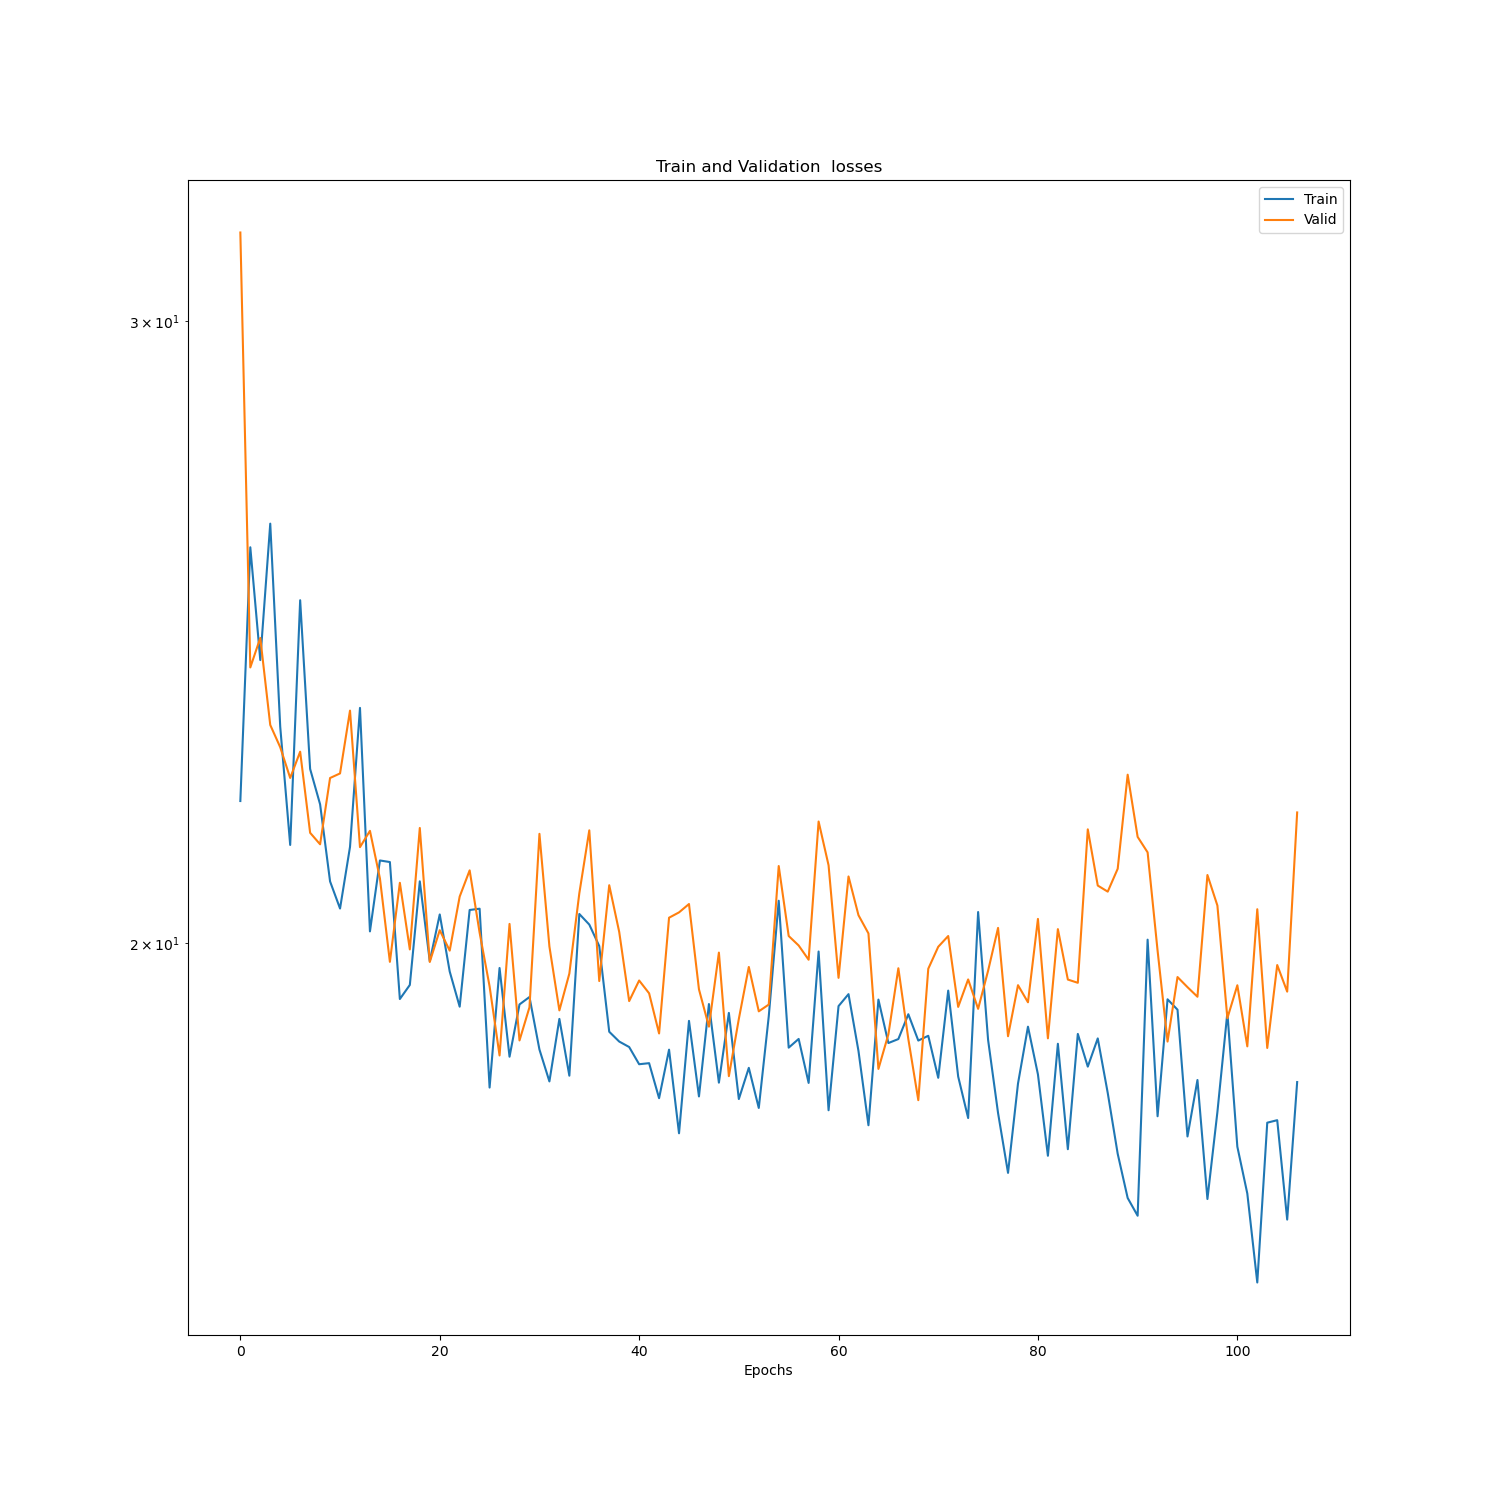 Train and Validation  losses
Train
Valid
3 × 10¹
2 × 10¹
0 20 40 60 80 100
Epochs